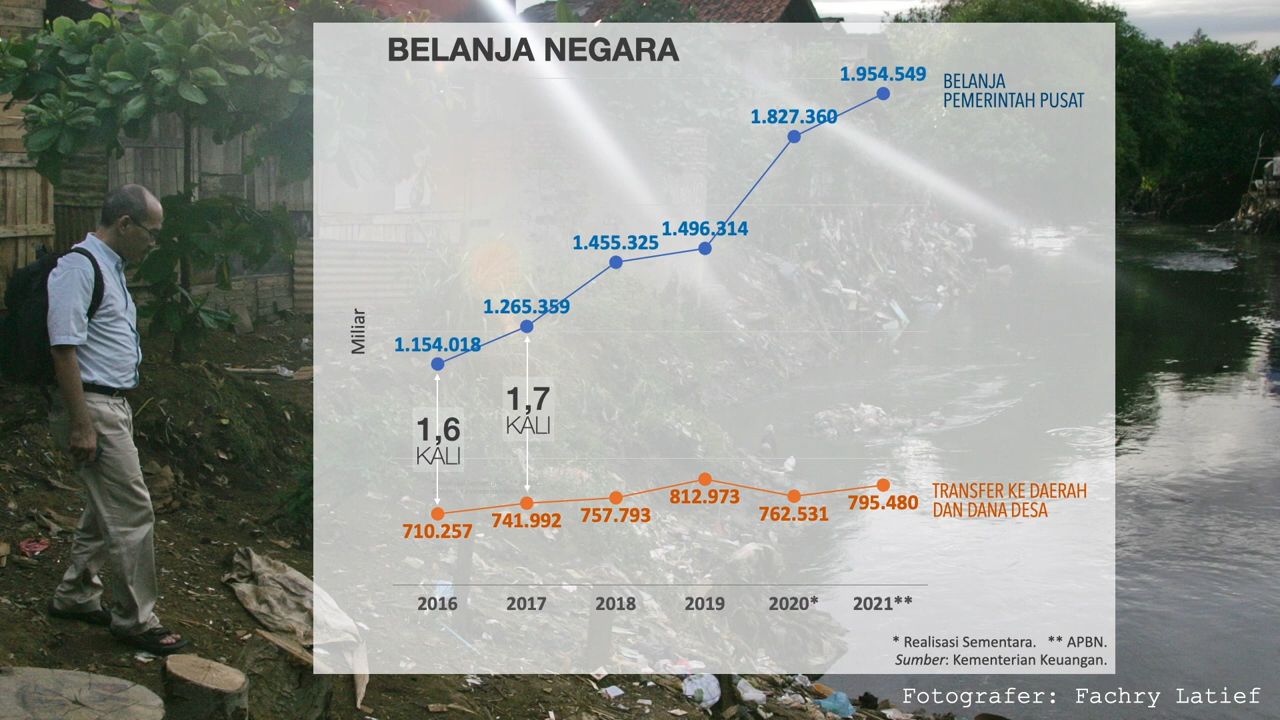 BELANJA NEGARA
1.954.549
BELANJA
PEMERINTAH PUSAT
1.827.360
1.496.314
1.455.325
1.265.359
1.154.018
Miliar
1,6
KALI
1,7
KALI
710.257
741.992
757.793
812.973
762.531
795.480
TRANSFER KE DAERAH
DAN DANA DESA
2016 2017 2018 2019 2020* 2021**
* Realisasi Sementara. ** APBN.
Sumber: Kementerian Keuangan.
Fotografer: Fachry Latief